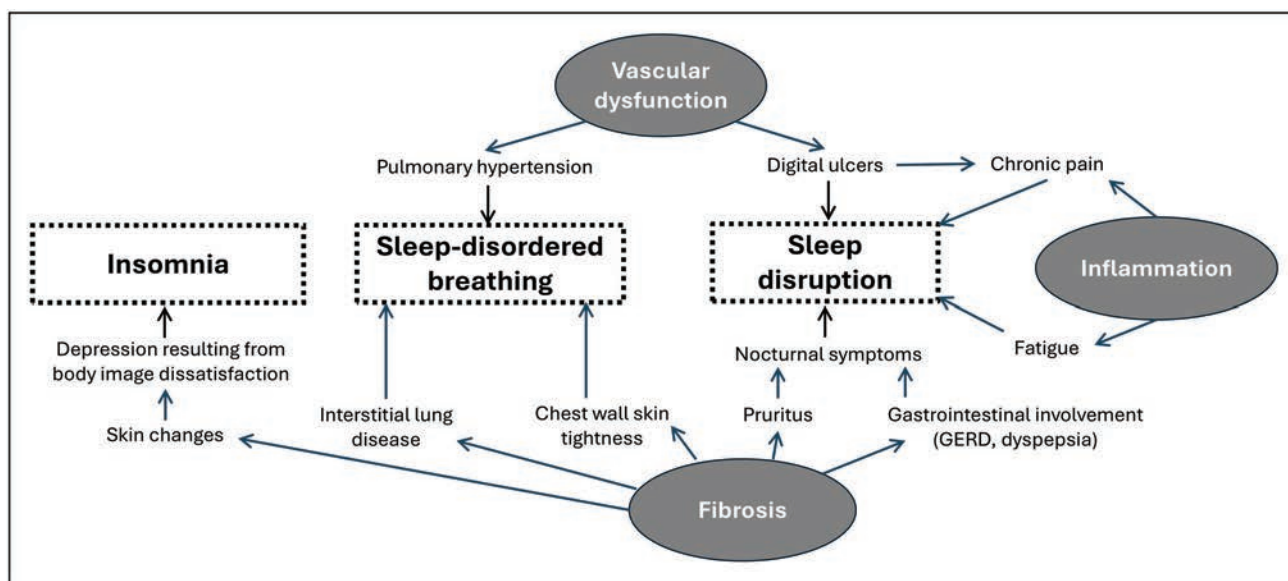 Vascular
dysfunction
Pulmonary hypertension
Digital ulcers
Chronic pain
Insomnia
Sleep-disordered
breathing
Sleep
disruption
Inflammation
Depression resulting from
body image dissatisfaction
Nocturnal symptoms
Fatigue
Skin changes
Interstitial lung
disease
Chest wall skin
tightness
Pruritus
Gastrointestinal involvement
(GERD, dyspepsia)
Fibrosis